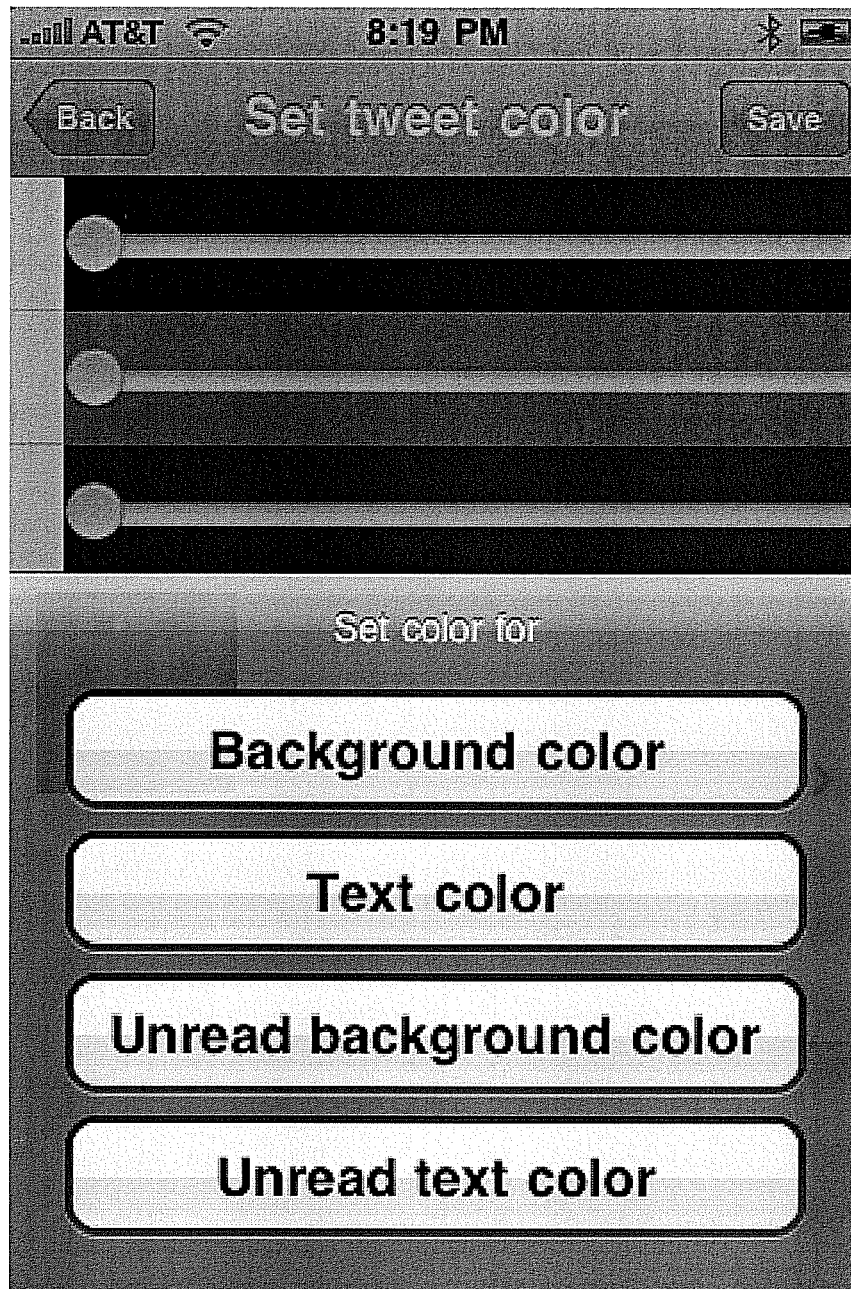 AT&T 8:19 PM
Back Set tweet color Save
Set color for
Background color
Text color
Unread background color
Unread text color